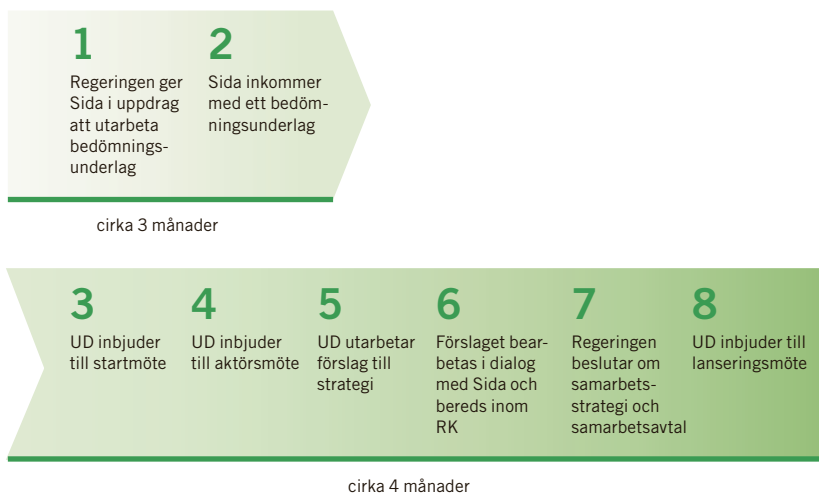 1
Regeringen ger
Sida i uppdrag
att utarbeta
bedömnings-
underlag
2
Sida inkommer
med ett bedöm-
ningsunderlag
cirka 3 månader
3
UD inbjuder
till startmöte
4
UD inbjuder
till aktörsmöte
5
UD utarbetar
förslag till
strategi
6
Förslaget bear-
betas i dialog
med Sida och
bereds inom
RK
7
Regeringen
beslutar om
samarbets-
strategi och
samarbetsavtal
8
UD inbjuder till
lanseringsmöte
cirka 4 månader